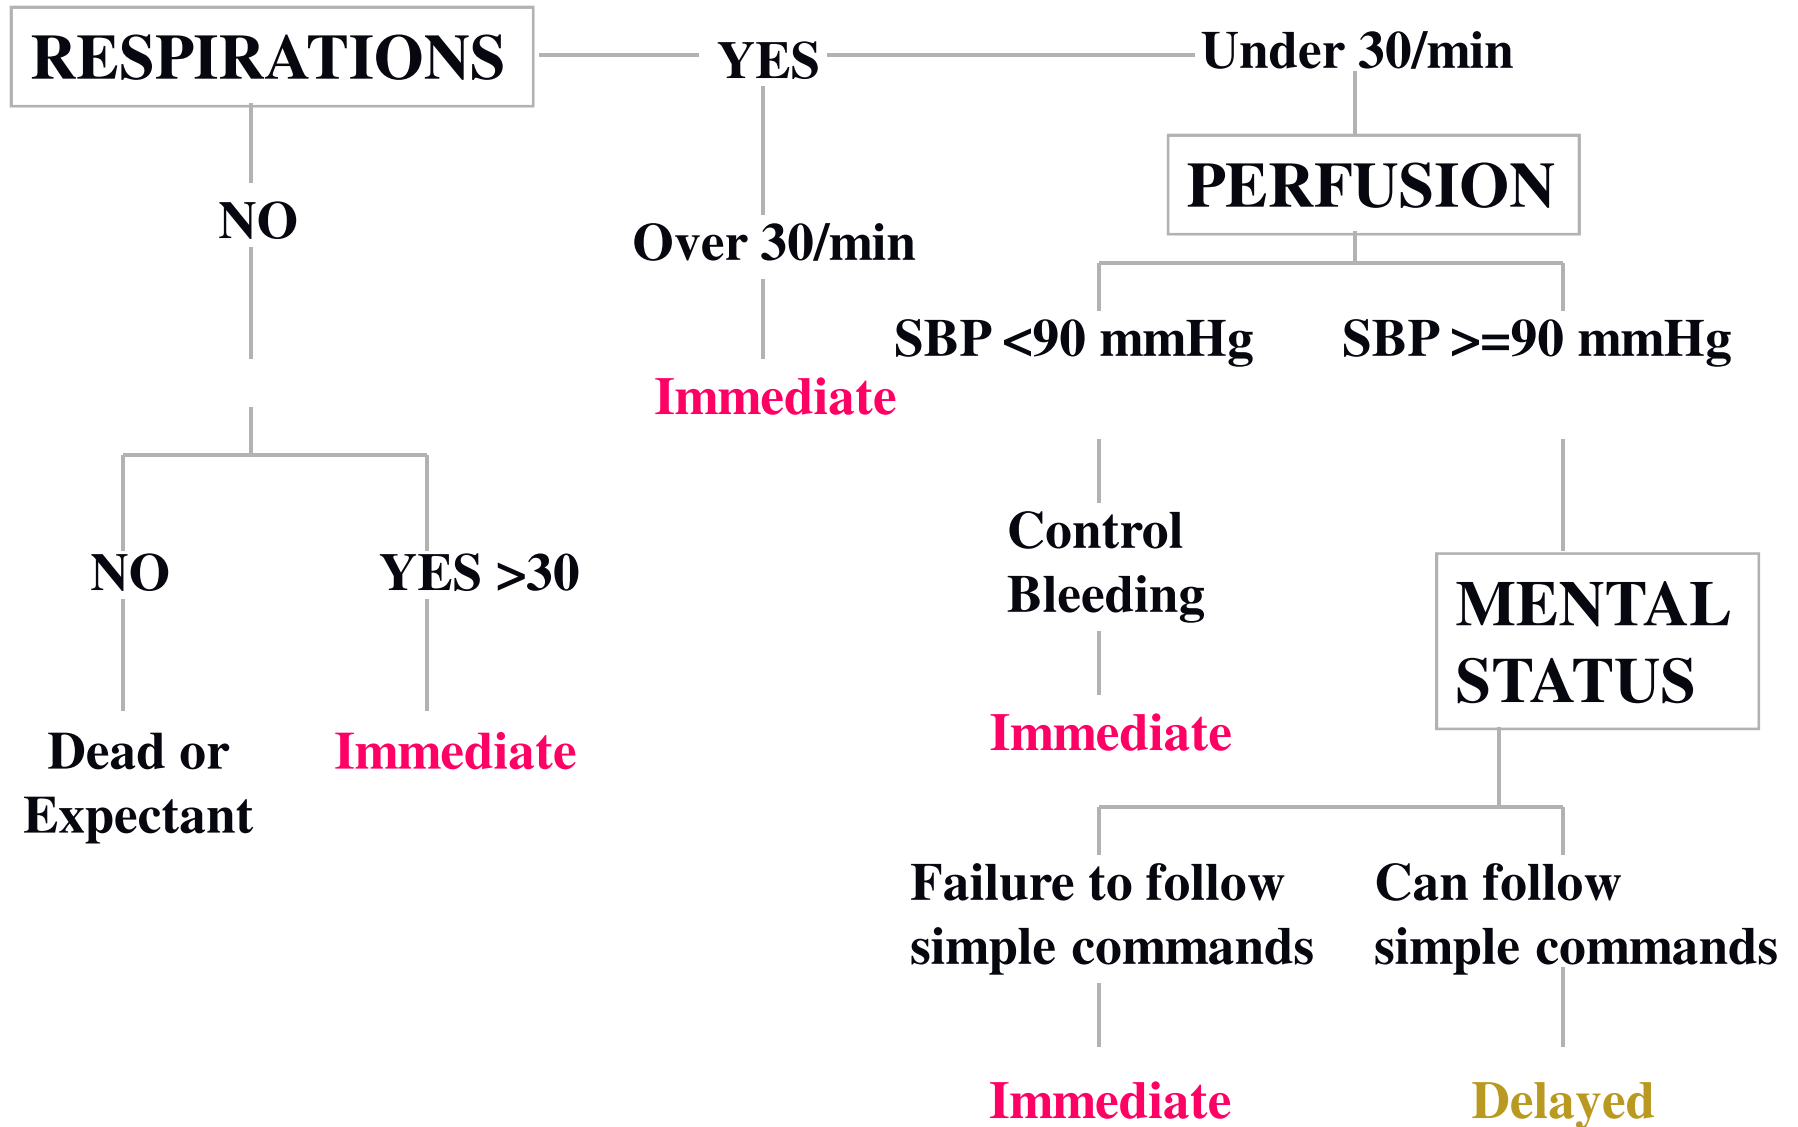 RESPIRATIONS
YES
Under 30/min
PERFUSION
NO
Over 30/min
SBP <90 mmHg
SBP >=90 mmHg
Immediate
Control
Bleeding
NO
YES >30
MENTAL
STATUS
Immediate
Dead or
Expectant
Immediate
Failure to follow
simple commands
Can follow
simple commands
Immediate
Delayed